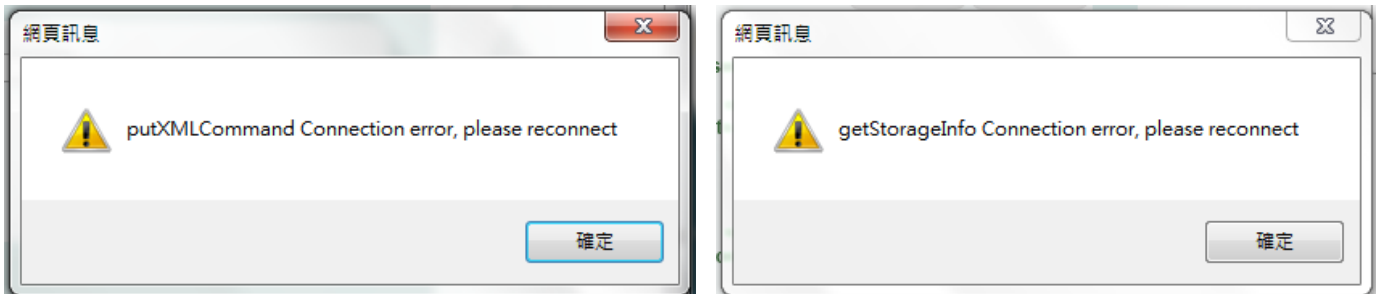 網頁訊息
putXMLCommand Connection error, please reconnect
確定
網頁訊息
getStorageInfo Connection error, please reconnect
確定